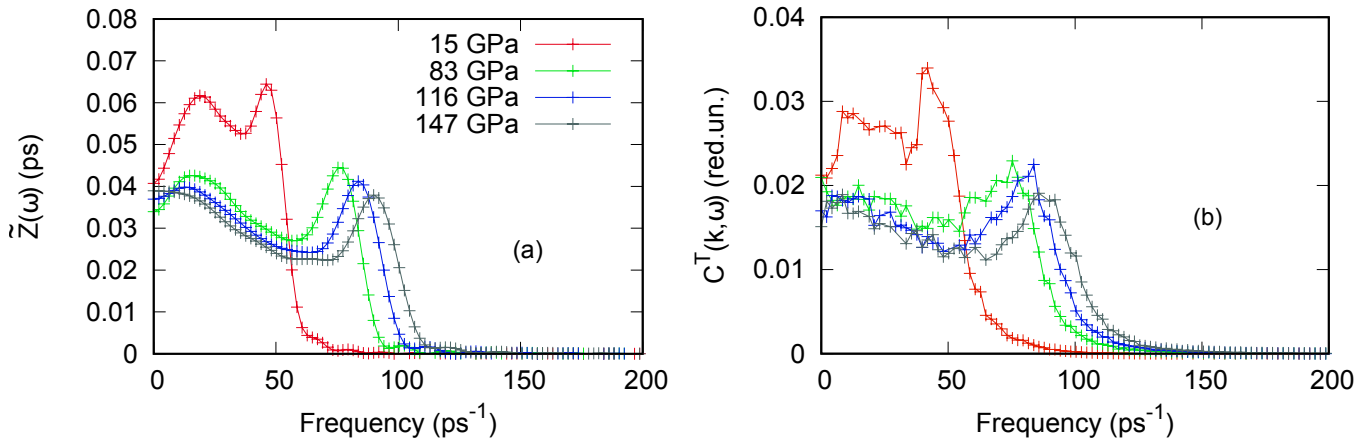 0.08
0.07
0.06
0.05
0.04
0.03
0.02
0.01
0
Z̃(ω) (ps)
15 GPa
83 GPa
116 GPa
147 GPa
(a)
0 50 100 150 200
Frequency (ps⁻¹)
0.04
0.03
0.02
0.01
0
Cᵀ(k,ω) (red.un.)
(b)
0 50 100 150 200
Frequency (ps⁻¹)